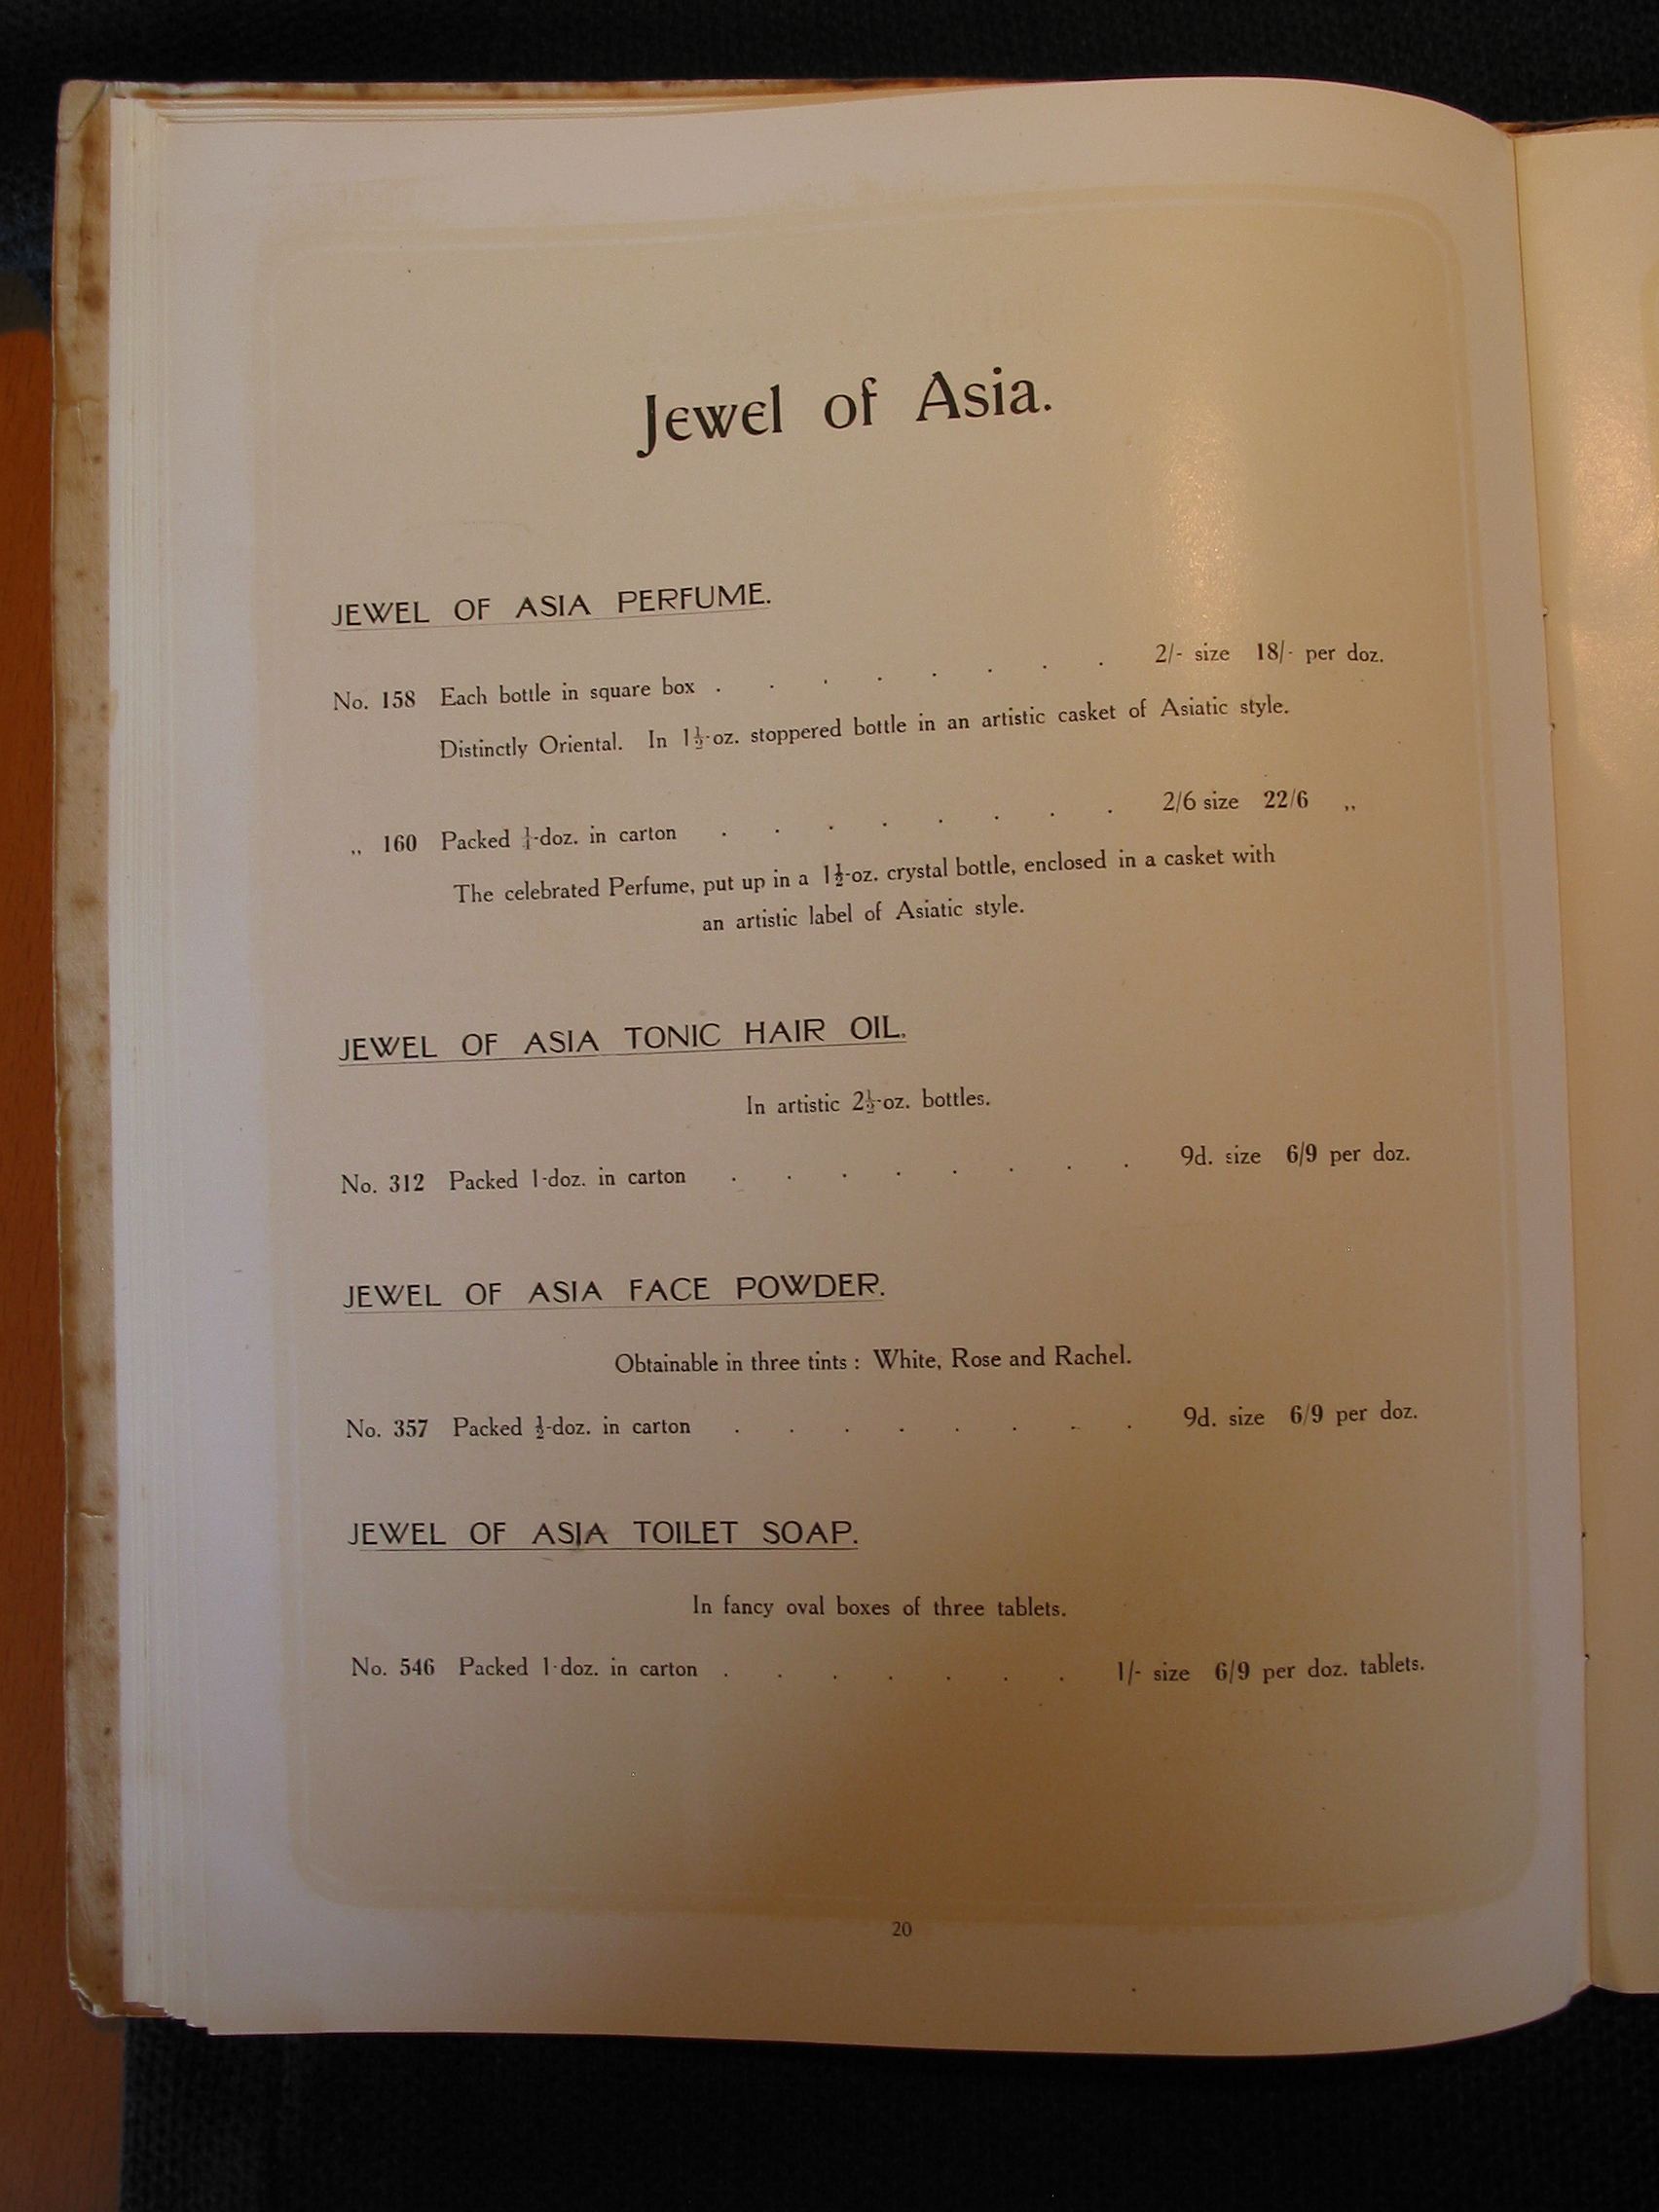 Jewel of Asia.
JEWEL OF ASIA PERFUME.
No. 158 Each bottle in square box . . . . . . . . 2/- size 18/- per doz.
Distinctly Oriental. In 1½-oz. stoppered bottle in an artistic casket of Asiatic style.
,, 160 Packed ¼-doz. in carton . . . . . . . . 2/6 size 22/6 ,,
The celebrated Perfume, put up in a 1½-oz. crystal bottle, enclosed in a casket with
an artistic label of Asiatic style.
JEWEL OF ASIA TONIC HAIR OIL.
In artistic 2½-oz. bottles.
No. 312 Packed 1-doz. in carton . . . . . . . . 9d. size 6/9 per doz.
JEWEL OF ASIA FACE POWDER.
Obtainable in three tints : White, Rose and Rachel.
No. 357 Packed ½-doz. in carton . . . . . . . . 9d. size 6/9 per doz.
JEWEL OF ASIA TOILET SOAP.
In fancy oval boxes of three tablets.
No. 546 Packed 1-doz. in carton . . . . . . . 1/- size 6/9 per doz. tablets.
20